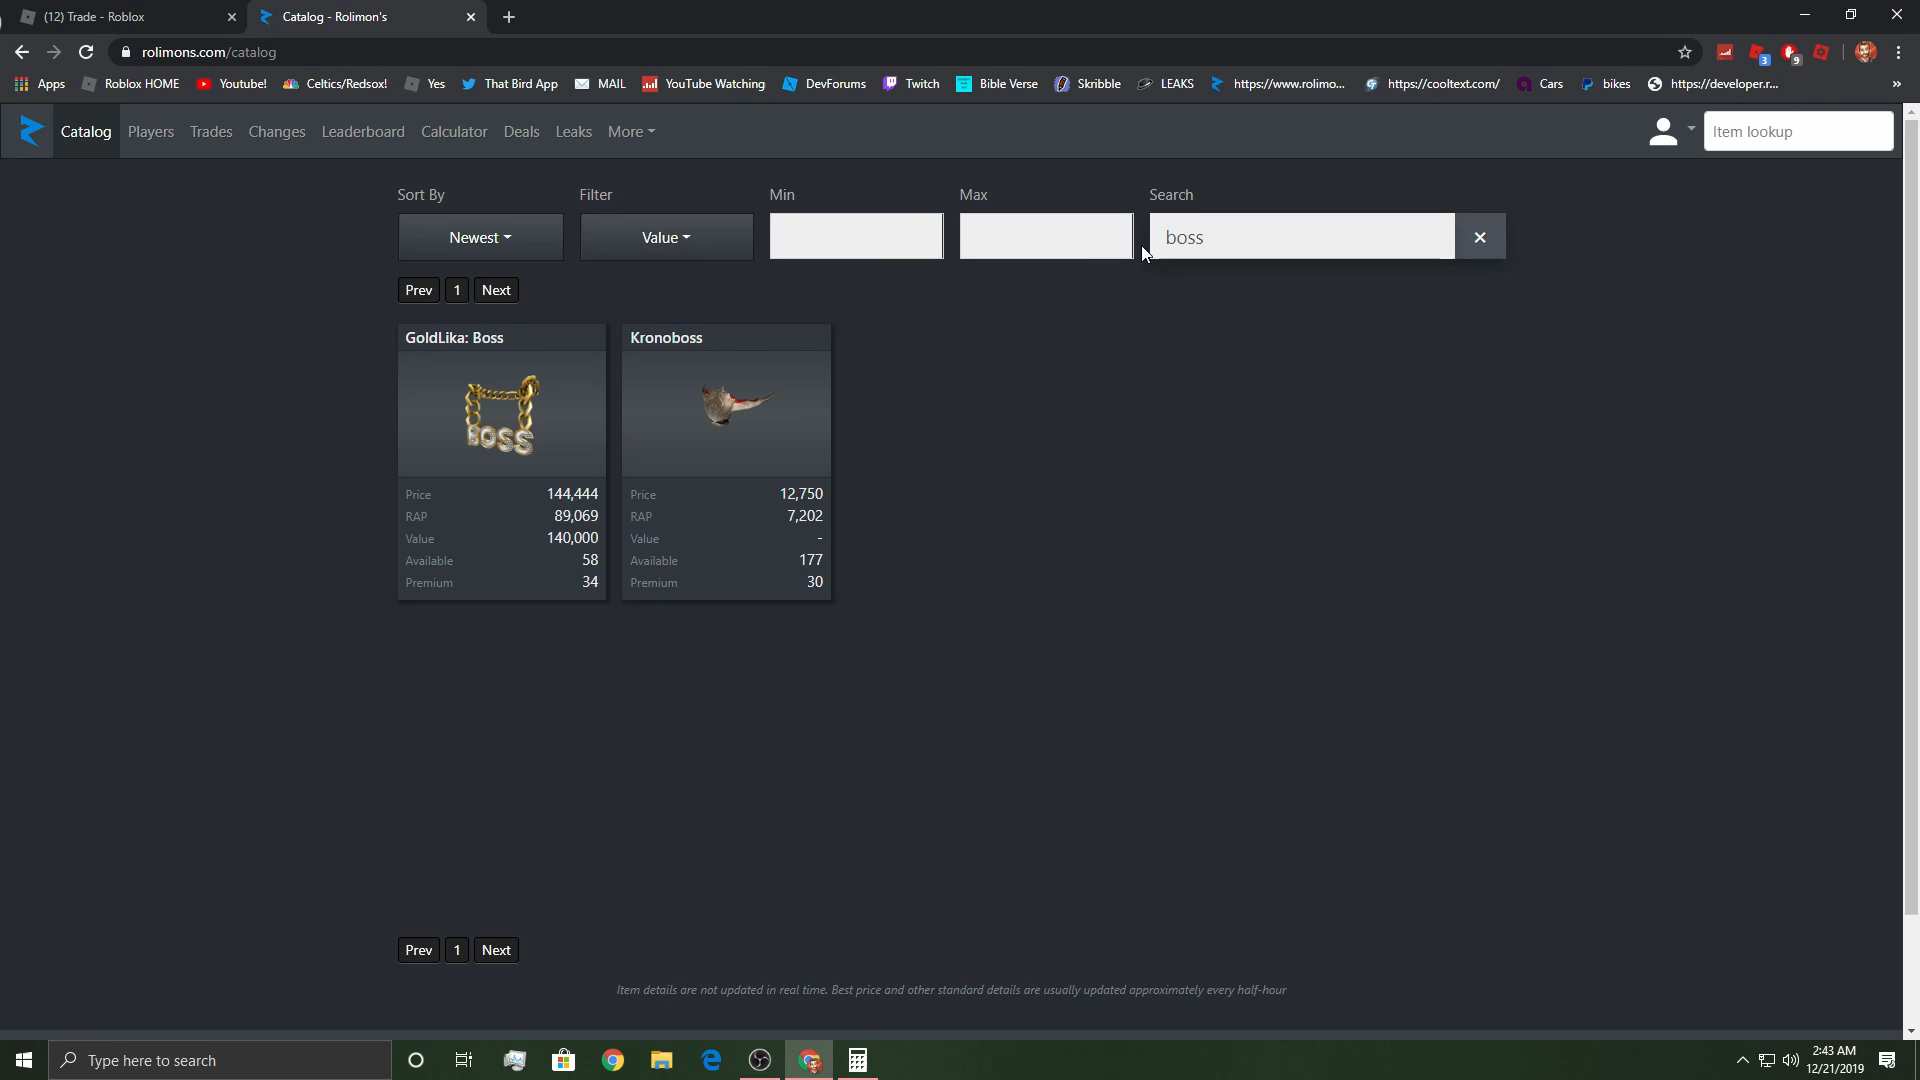 (12) Trade - Roblox
Catalog - Rolimon's
rolimons.com/catalog
3
9
Apps
Roblox HOME
Youtube!
Celtics/Redsox!
Yes
That Bird App
MAIL
YouTube Watching
DevForums
Twitch
Bible Verse
Skribble
LEAKS
https://www.rolimo...
https://cooltext.com/
Cars
bikes
https://developer.r...
»
Catalog Players Trades Changes Leaderboard Calculator Deals Leaks More
Item lookup
Sort By Filter Min Max Search
Newest Value boss
Prev 1 Next
GoldLika: Boss
BOSS
Price 144,444
RAP 89,069
Value 140,000
Available 58
Premium 34
Kronoboss
Price 12,750
RAP 7,202
Value -
Available 177
Premium 30
Prev 1 Next
Item details are not updated in real time. Best price and other standard details are usually updated approximately every half-hour
Type here to search
2:43 AM
12/21/2019